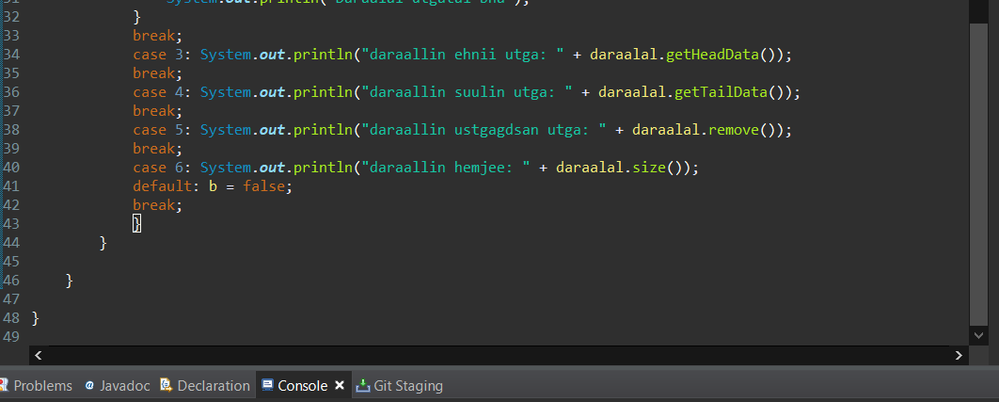 32 }
33 break;
34 case 3: System.out.println("daraallin ehnii utga: " + daraalal.getHeadData());
35 break;
36 case 4: System.out.println("daraallin suulin utga: " + daraalal.getTailData());
37 break;
38 case 5: System.out.println("daraallin ustgagdsan utga: " + daraalal.remove());
39 break;
40 case 6: System.out.println("daraallin hemjee: " + daraalal.size());
41 default: b = false;
42 break;
43 }
44 }
45
46 }
47
48 }
49
Problems @ Javadoc Declaration Console Git Staging